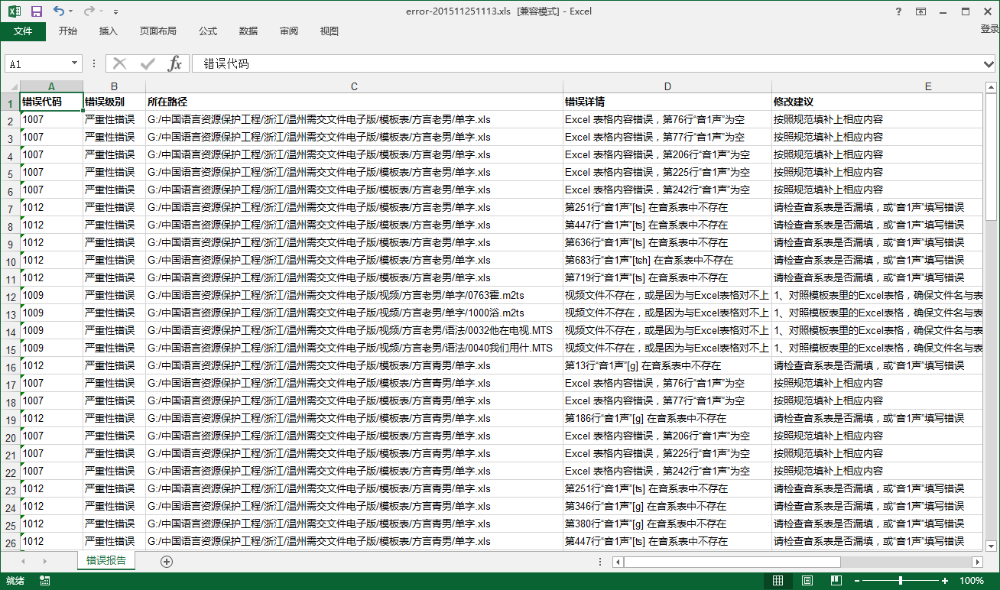 error-201511251113.xls [兼容模式] - Excel
文件 开始 插入 页面布局 公式 数据 审阅 视图 登录
A1 fx 错误代码
A B C D E
1 错误代码 错误级别 所在路径 错误详情 修改建议
2 1007 严重性错误 G:/中国语言资源保护工程/浙江/温州需交文件电子版/模板表/方言老男/单字.xls Excel 表格内容错误，第76行“音1声”为空 按照规范填补上相应内容
3 1007 严重性错误 G:/中国语言资源保护工程/浙江/温州需交文件电子版/模板表/方言老男/单字.xls Excel 表格内容错误，第77行“音1声”为空 按照规范填补上相应内容
4 1007 严重性错误 G:/中国语言资源保护工程/浙江/温州需交文件电子版/模板表/方言老男/单字.xls Excel 表格内容错误，第206行“音1声”为空 按照规范填补上相应内容
5 1007 严重性错误 G:/中国语言资源保护工程/浙江/温州需交文件电子版/模板表/方言老男/单字.xls Excel 表格内容错误，第225行“音1声”为空 按照规范填补上相应内容
6 1007 严重性错误 G:/中国语言资源保护工程/浙江/温州需交文件电子版/模板表/方言老男/单字.xls Excel 表格内容错误，第242行“音1声”为空 按照规范填补上相应内容
7 1012 严重性错误 G:/中国语言资源保护工程/浙江/温州需交文件电子版/模板表/方言老男/单字.xls 第251行“音1声”[ts] 在音系表中不存在 请检查音系表是否漏填，或“音1声”填写错误
8 1012 严重性错误 G:/中国语言资源保护工程/浙江/温州需交文件电子版/模板表/方言老男/单字.xls 第447行“音1声”[ts] 在音系表中不存在 请检查音系表是否漏填，或“音1声”填写错误
9 1012 严重性错误 G:/中国语言资源保护工程/浙江/温州需交文件电子版/模板表/方言老男/单字.xls 第636行“音1声”[ts] 在音系表中不存在 请检查音系表是否漏填，或“音1声”填写错误
10 1012 严重性错误 G:/中国语言资源保护工程/浙江/温州需交文件电子版/模板表/方言老男/单字.xls 第683行“音1声”[tɕh] 在音系表中不存在 请检查音系表是否漏填，或“音1声”填写错误
11 1012 严重性错误 G:/中国语言资源保护工程/浙江/温州需交文件电子版/模板表/方言老男/单字.xls 第719行“音1声”[ts] 在音系表中不存在 请检查音系表是否漏填，或“音1声”填写错误
12 1009 严重性错误 G:/中国语言资源保护工程/浙江/温州需交文件电子版/视频/方言老男/单字/0763霍.m2ts 视频文件不存在，或是因为与Excel表格对不上 1、对照模板表里的Excel表格，确保文件名与表
13 1009 严重性错误 G:/中国语言资源保护工程/浙江/温州需交文件电子版/视频/方言老男/单字/1000浴.m2ts 视频文件不存在，或是因为与Excel表格对不上 1、对照模板表里的Excel表格，确保文件名与表
14 1009 严重性错误 G:/中国语言资源保护工程/浙江/温州需交文件电子版/视频/方言老男/语法/0032他在电视.MTS 视频文件不存在，或是因为与Excel表格对不上 1、对照模板表里的Excel表格，确保文件名与表
15 1009 严重性错误 G:/中国语言资源保护工程/浙江/温州需交文件电子版/视频/方言老男/语法/0040我们用什.MTS 视频文件不存在，或是因为与Excel表格对不上 1、对照模板表里的Excel表格，确保文件名与表
16 1012 严重性错误 G:/中国语言资源保护工程/浙江/温州需交文件电子版/模板表/方言青男/单字.xls 第13行“音1声”[g] 在音系表中不存在 请检查音系表是否漏填，或“音1声”填写错误
17 1007 严重性错误 G:/中国语言资源保护工程/浙江/温州需交文件电子版/模板表/方言青男/单字.xls Excel 表格内容错误，第76行“音1声”为空 按照规范填补上相应内容
18 1007 严重性错误 G:/中国语言资源保护工程/浙江/温州需交文件电子版/模板表/方言青男/单字.xls Excel 表格内容错误，第77行“音1声”为空 按照规范填补上相应内容
19 1012 严重性错误 G:/中国语言资源保护工程/浙江/温州需交文件电子版/模板表/方言青男/单字.xls 第186行“音1声”[g] 在音系表中不存在 请检查音系表是否漏填，或“音1声”填写错误
20 1007 严重性错误 G:/中国语言资源保护工程/浙江/温州需交文件电子版/模板表/方言青男/单字.xls Excel 表格内容错误，第206行“音1声”为空 按照规范填补上相应内容
21 1007 严重性错误 G:/中国语言资源保护工程/浙江/温州需交文件电子版/模板表/方言青男/单字.xls Excel 表格内容错误，第225行“音1声”为空 按照规范填补上相应内容
22 1007 严重性错误 G:/中国语言资源保护工程/浙江/温州需交文件电子版/模板表/方言青男/单字.xls Excel 表格内容错误，第242行“音1声”为空 按照规范填补上相应内容
23 1012 严重性错误 G:/中国语言资源保护工程/浙江/温州需交文件电子版/模板表/方言青男/单字.xls 第251行“音1声”[ts] 在音系表中不存在 请检查音系表是否漏填，或“音1声”填写错误
24 1012 严重性错误 G:/中国语言资源保护工程/浙江/温州需交文件电子版/模板表/方言青男/单字.xls 第346行“音1声”[g] 在音系表中不存在 请检查音系表是否漏填，或“音1声”填写错误
25 1012 严重性错误 G:/中国语言资源保护工程/浙江/温州需交文件电子版/模板表/方言青男/单字.xls 第380行“音1声”[g] 在音系表中不存在 请检查音系表是否漏填，或“音1声”填写错误
26 1012 严重性错误 G:/中国语言资源保护工程/浙江/温州需交文件电子版/模板表/方言青男/单字.xls 第447行“音1声”[ts] 在音系表中不存在 请检查音系表是否漏填，或“音1声”填写错误
错误报告
就绪 100%